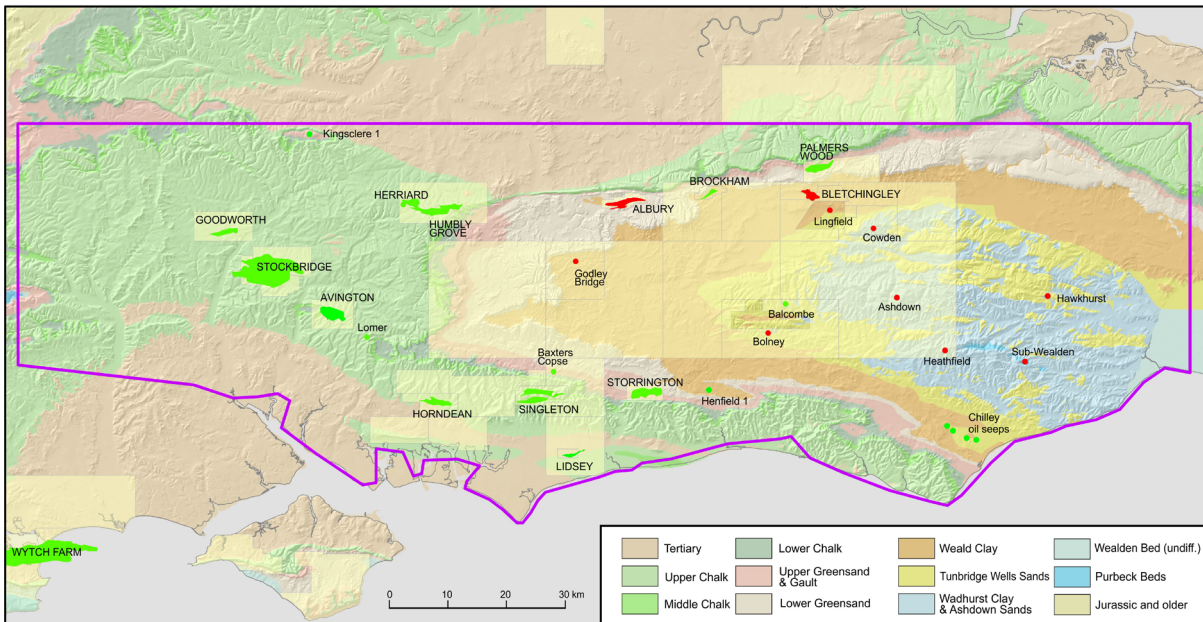 Kingsclere 1
PALMERS
WOOD
BROCKHAM
HERRIARD
BLETCHINGLEY
ALBURY
Lingfield
GOODWORTH
HUMBLY
GROVE
Cowden
STOCKBRIDGE
Godley
Bridge
AVINGTON
Ashdown
Hawkhurst
Balcombe
Lomer
Bolney
Baxters
Copse
Heathfield
Sub-Wealden
STORRINGTON
Henfield 1
HORNDEAN
SINGLETON
Chilley
oil seeps
LIDSEY
WYTCH FARM
0 10 20 30 km
Tertiary
Upper Chalk
Middle Chalk
Lower Chalk
Upper Greensand
& Gault
Lower Greensand
Weald Clay
Tunbridge Wells Sands
Wadhurst Clay
& Ashdown Sands
Wealden Bed (undiff.)
Purbeck Beds
Jurassic and older